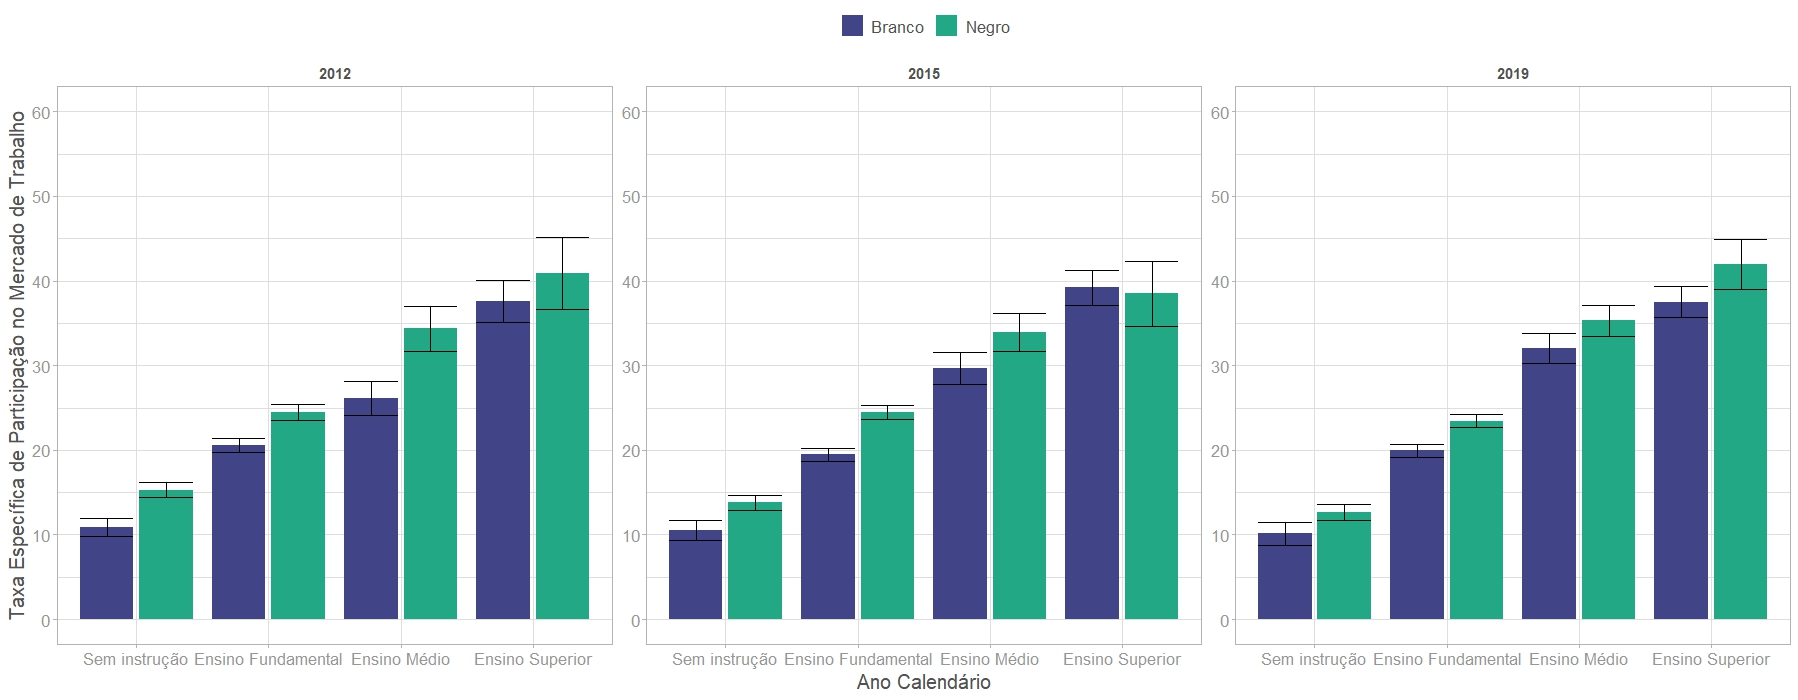 Branco Negro
2012 2015 2019
Taxa Específica de Participação no Mercado de Trabalho
60 60 60
50 50 50
40 40 40
30 30 30
20 20 20
10 10 10
0 0 0
Sem instrução Ensino Fundamental Ensino Médio Ensino Superior Sem instrução Ensino Fundamental Ensino Médio Ensino Superior Sem instrução Ensino Fundamental Ensino Médio Ensino Superior
Ano Calendário